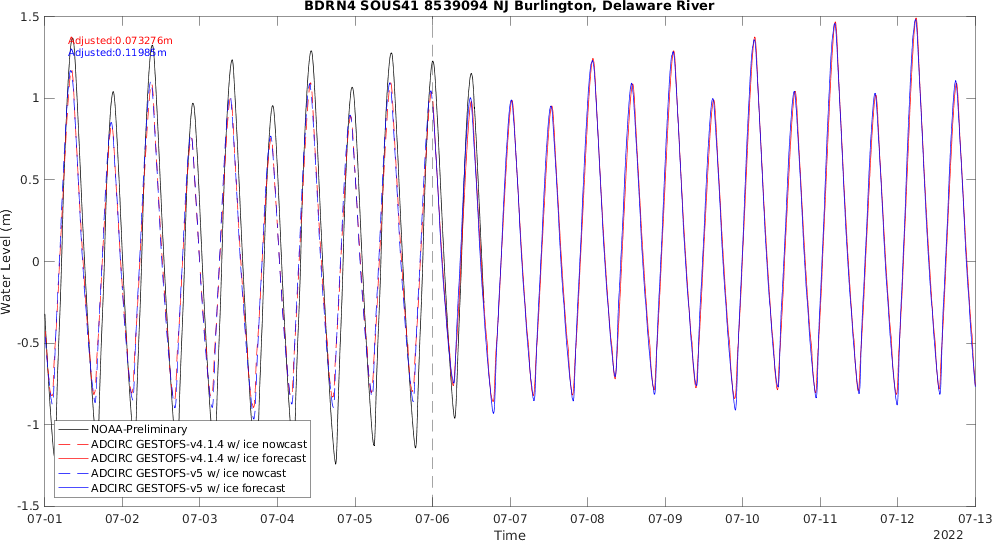 BDRN4 SOUS41 8539094 NJ Burlington, Delaware River
Adjusted:0.073276m
Adjusted:0.11985m
Water Level (m)
1.5
1
0.5
0
-0.5
-1
-1.5
NOAA-Preliminary
ADCIRC GESTOFS-v4.1.4 w/ ice nowcast
ADCIRC GESTOFS-v4.1.4 w/ ice forecast
ADCIRC GESTOFS-v5 w/ ice nowcast
ADCIRC GESTOFS-v5 w/ ice forecast
07-01 07-02 07-03 07-04 07-05 07-06 07-07 07-08 07-09 07-10 07-11 07-12 07-13
Time
2022